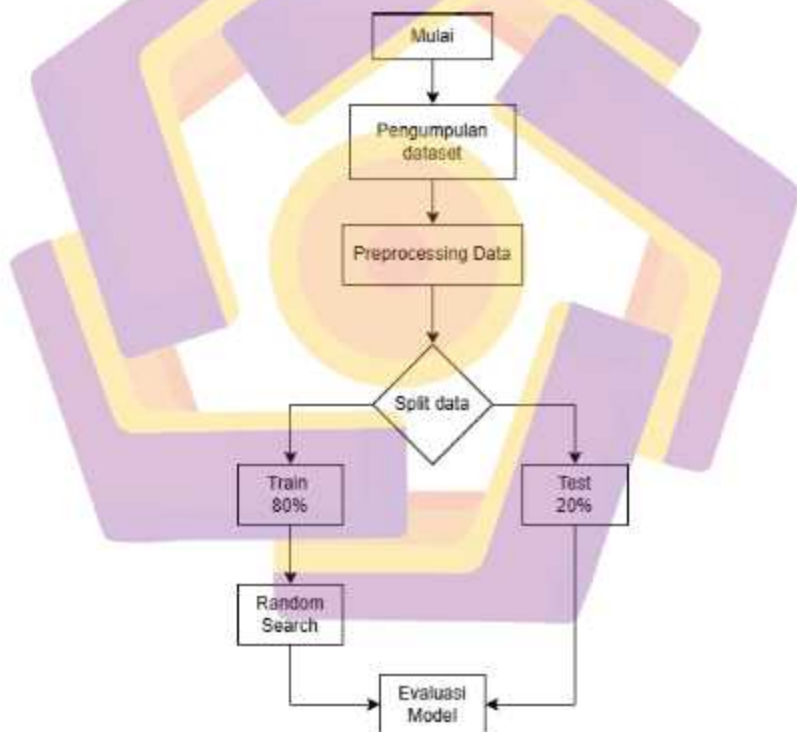 Mulai
Pengumpulan
dataset
Preprocessing Data
Split data
Train
80%
Test
20%
Random
Search
Evaluasi
Model